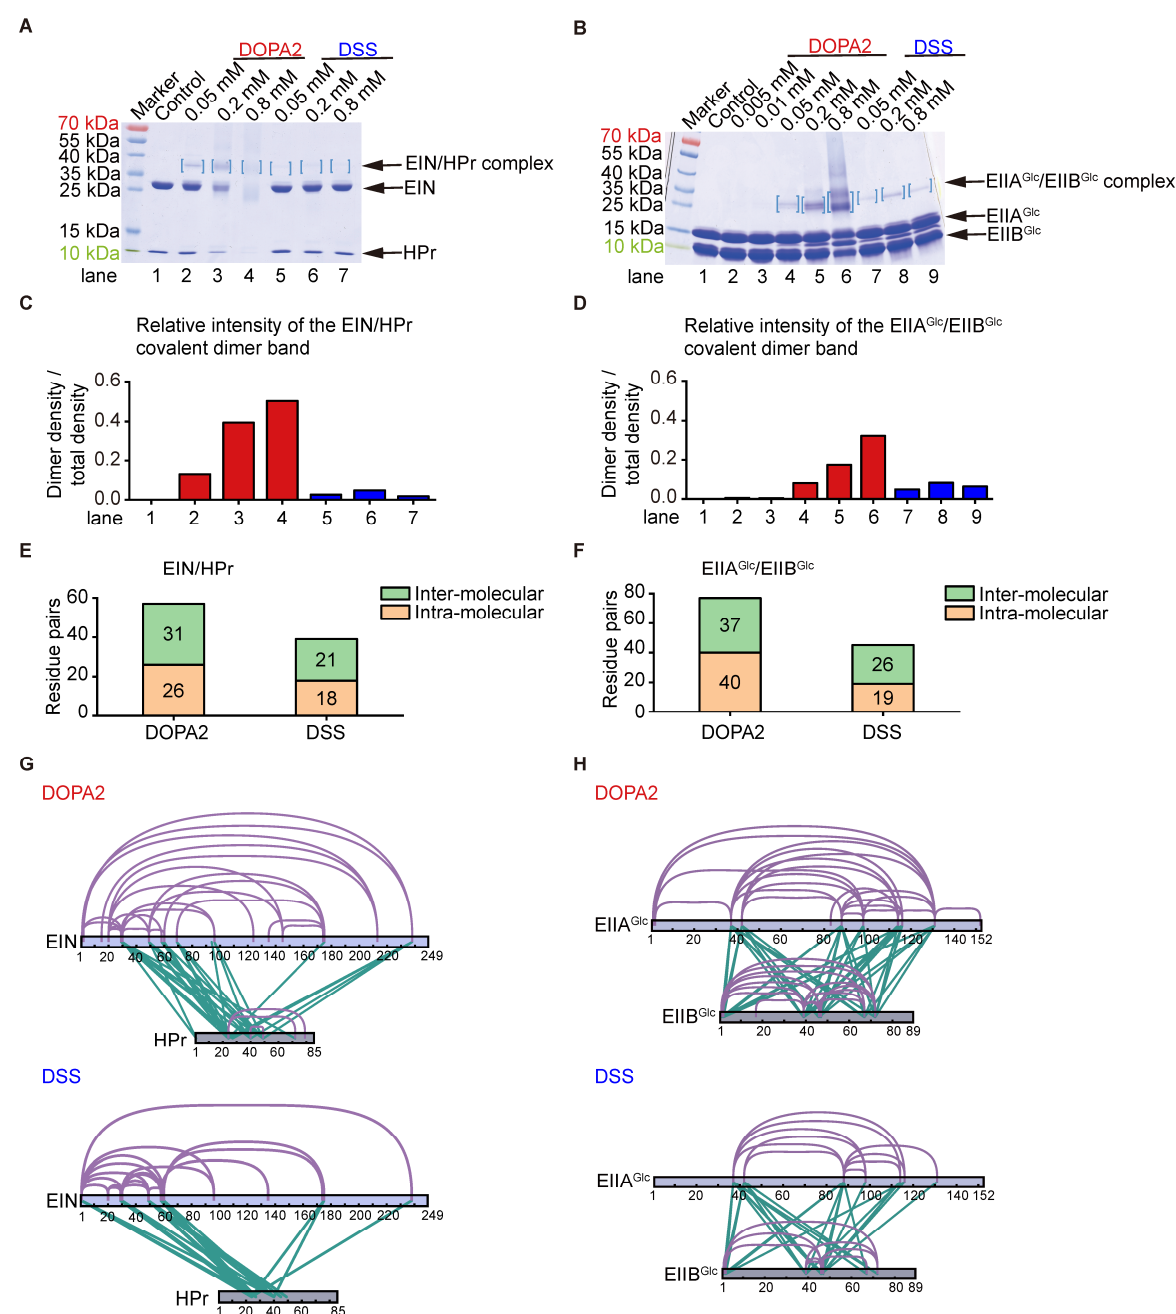 A
DOPA2 DSS
Marker
Control
0.05 mM
0.2 mM
0.8 mM
0.05 mM
0.2 mM
0.8 mM
70 kDa
55 kDa
40 kDa
35 kDa
25 kDa
15 kDa
10 kDa
EIN/HPr complex
EIN
HPr
lane 1 2 3 4 5 6 7
B
DOPA2 DSS
Marker
Control
0.005 mM
0.01 mM
0.05 mM
0.2 mM
0.8 mM
0.05 mM
0.2 mM
0.8 mM
70 kDa
55 kDa
40 kDa
35 kDa
25 kDa
15 kDa
10 kDa
EIIAGlc/EIIBGlc complex
EIIAGlc
EIIBGlc
lane 1 2 3 4 5 6 7 8 9
C
Relative intensity of the EIN/HPr
covalent dimer band
Dimer density /
total density
0.6
0.4
0.2
0.0
lane 1 2 3 4 5 6 7
D
Relative intensity of the EIIAGlc/EIIBGlc
covalent dimer band
Dimer density /
total density
0.6
0.4
0.2
0.0
lane 1 2 3 4 5 6 7 8 9
E
EIN/HPr
Inter-molecular
Intra-molecular
Residue pairs
60
40
20
0
31
26
21
18
DOPA2 DSS
F
EIIAGlc/EIIBGlc
Inter-molecular
Intra-molecular
Residue pairs
80
60
40
20
0
37
40
26
19
DOPA2 DSS
G
DOPA2
EIN
1 20 40 60 80 100 120 140 160 180 200 220 249
HPr
1 20 40 60 85
DSS
EIN
1 20 40 60 80 100 120 140 160 180 200 220 249
HPr
1 20 40 60 85
H
DOPA2
EIIAGlc
1 20 40 60 80 100 120 140 152
EIIBGlc
1 20 40 60 80 89
DSS
EIIAGlc
1 20 40 60 80 100 120 140 152
EIIBGlc
1 20 40 60 80 89